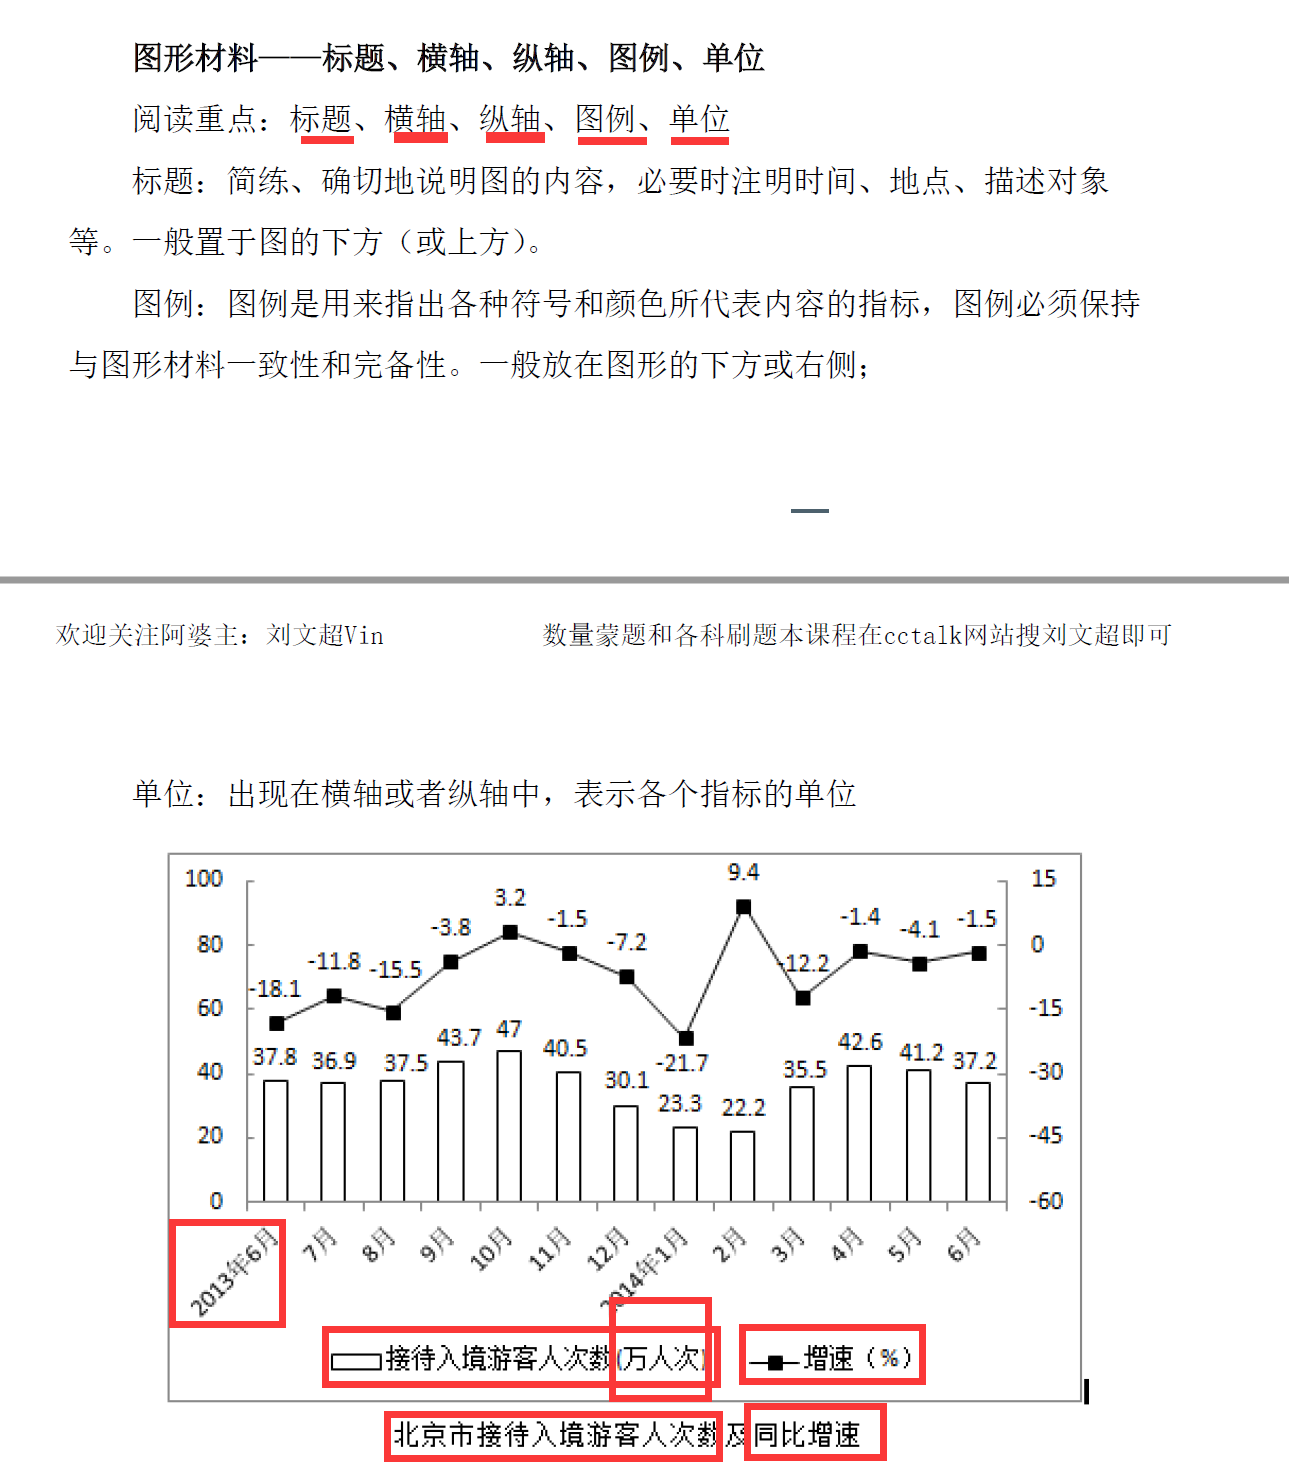 图形材料——标题、横轴、纵轴、图例、单位
阅读重点：标题、横轴、纵轴、图例、单位
标题：简练、确切地说明图的内容，必要时注明时间、地点、描述对象
等。一般置于图的下方（或上方）。
图例：图例是用来指出各种符号和颜色所代表内容的指标，图例必须保持
与图形材料一致性和完备性。一般放在图形的下方或右侧；
欢迎关注阿婆主：刘文超Vin 数量蒙题和各科刷题本课程在cctalk网站搜刘文超即可
单位：出现在横轴或者纵轴中，表示各个指标的单位
100 80 60 40 20 0
-18.1 -11.8 -15.5 -3.8 3.2 -1.5 -7.2 -21.7 9.4 -12.2 -1.4 -4.1 -1.5
37.8 36.9 37.5 43.7 47 40.5 30.1 23.3 22.2 35.5 42.6 41.2 37.2
15 0 -15 -30 -45 -60
2013年6月 7月 8月 9月 10月 11月 12月 2014年1月 2月 3月 4月 5月 6月
接待入境游客人次数(万人次) 增速（%）
北京市接待入境游客人次数及同比增速